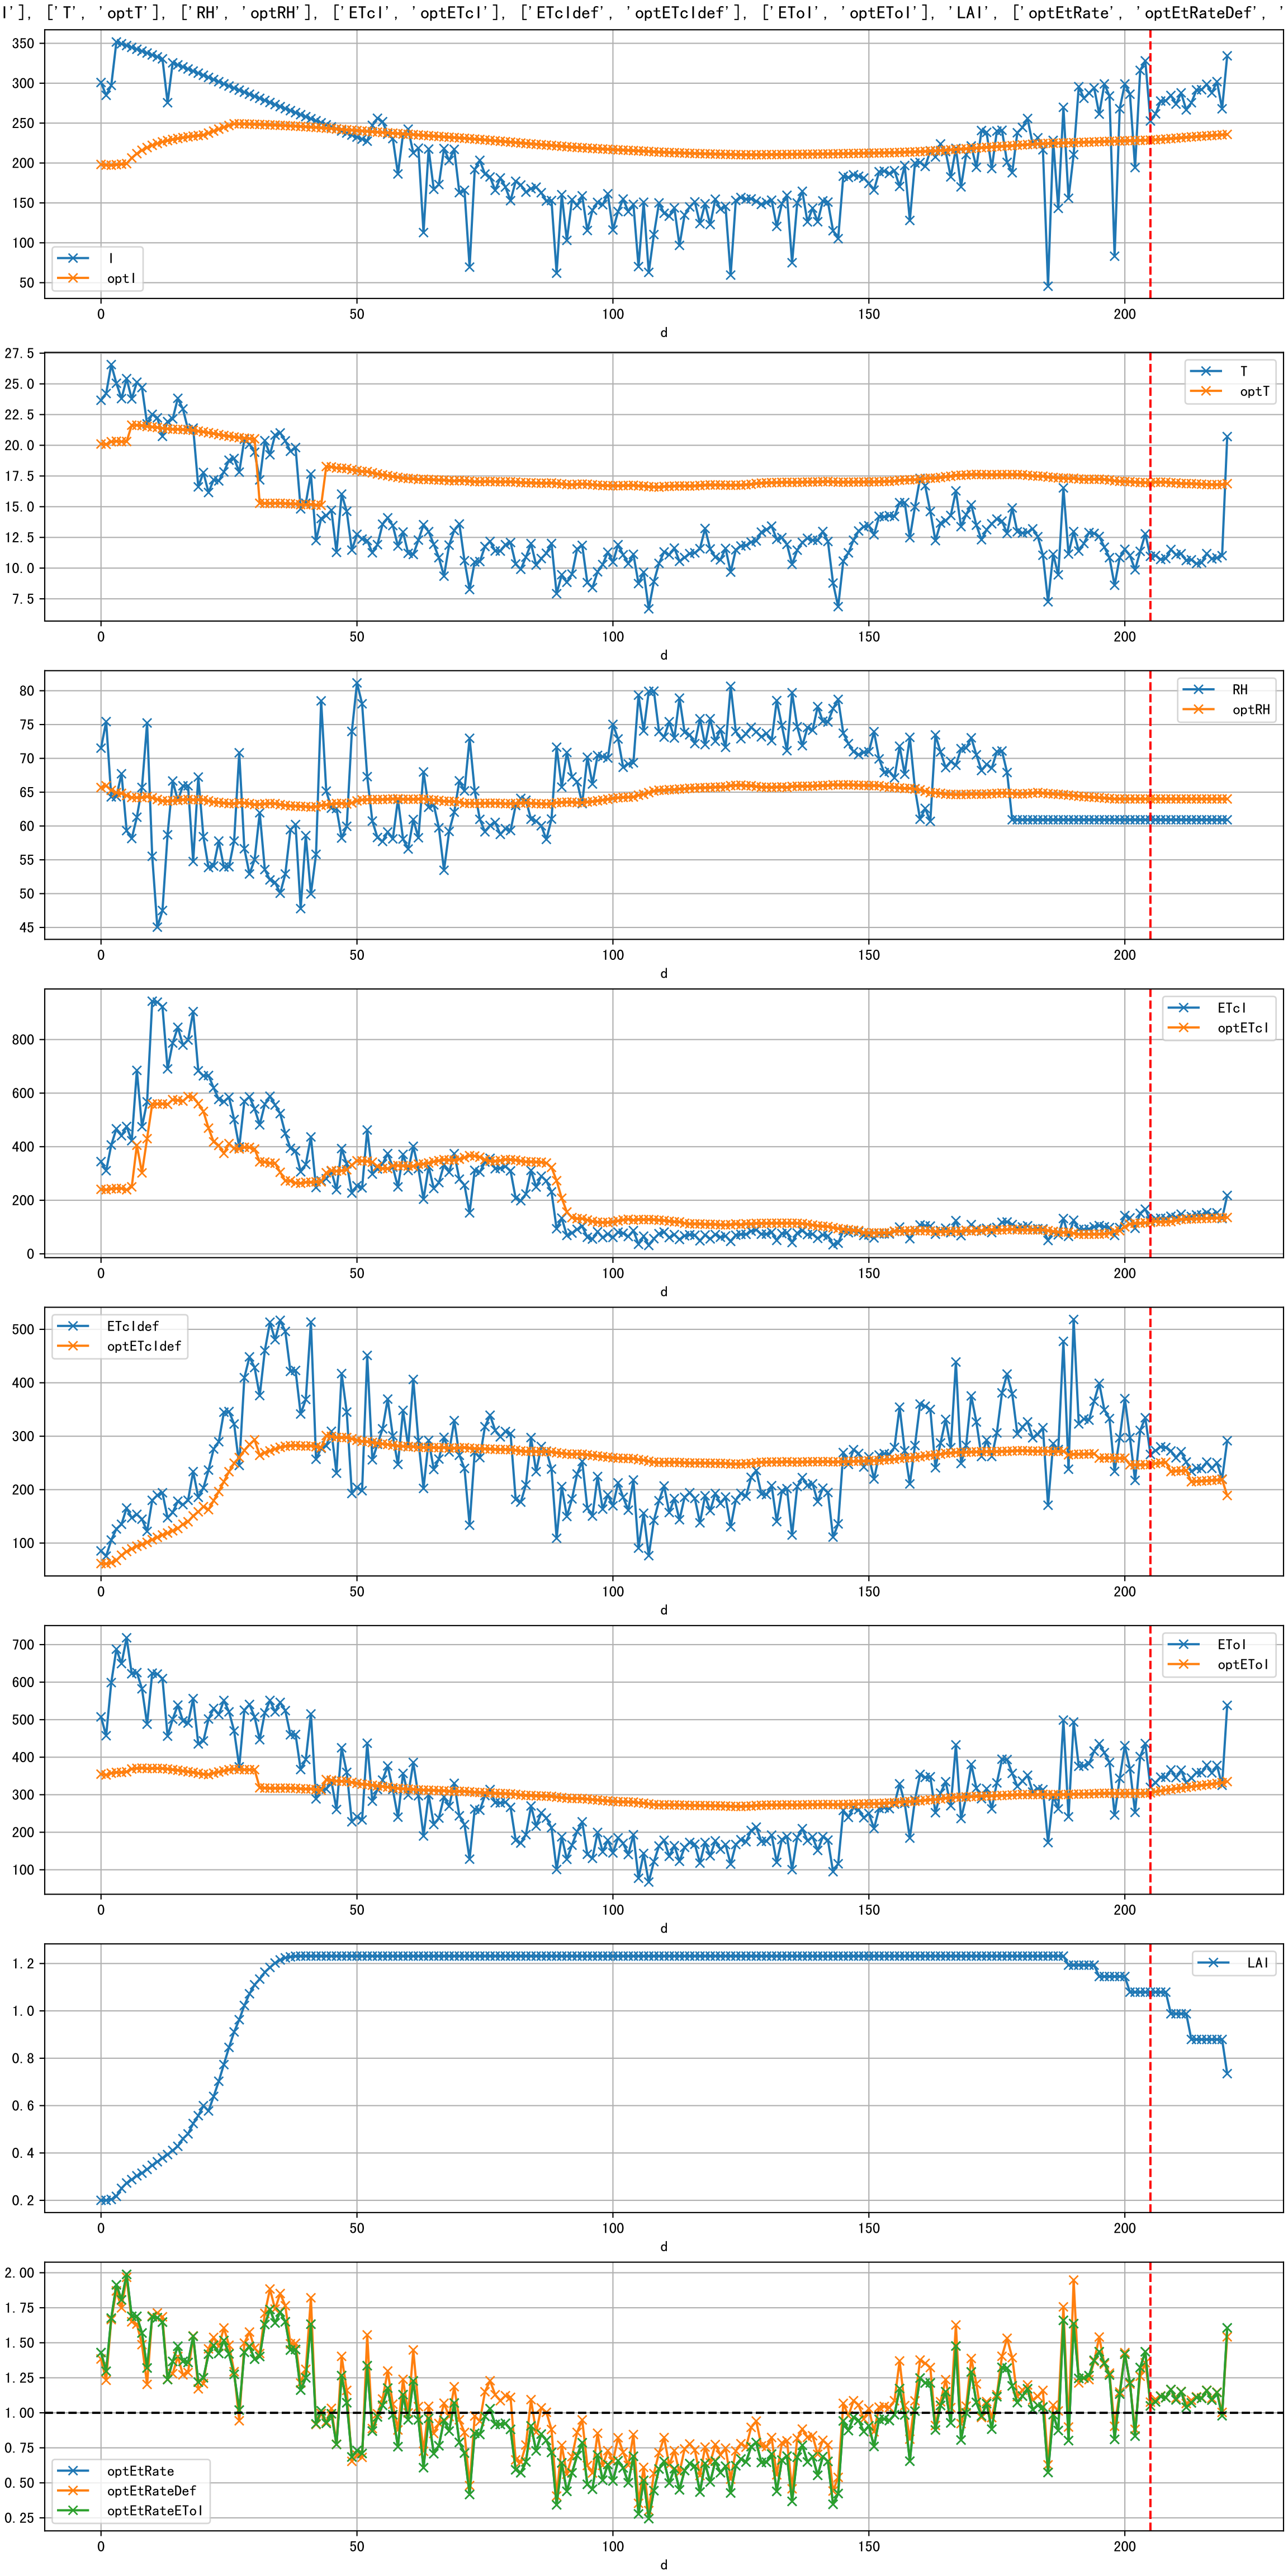 I'], ['T', 'optT'], ['RH', 'optRH'], ['ETcI', 'optETcI'], ['ETcIdef', 'optETcIdef'], ['EToI', 'optEToI'], 'LAI', ['optEtRate', 'optEtRateDef', '
350
300
250
200
150
100
50
I
optI
0 50 100 150 200
d
27.5
25.0
22.5
20.0
17.5
15.0
12.5
10.0
7.5
T
optT
0 50 100 150 200
d
80
75
70
65
60
55
50
45
RH
optRH
0 50 100 150 200
d
800
600
400
200
0
ETcI
optETcI
0 50 100 150 200
d
500
400
300
200
100
ETcIdef
optETcIdef
0 50 100 150 200
d
700
600
500
400
300
200
100
EToI
optEToI
0 50 100 150 200
d
1.2
1.0
0.8
0.6
0.4
0.2
LAI
0 50 100 150 200
d
2.00
1.75
1.50
1.25
1.00
0.75
0.50
0.25
optEtRate
optEtRateDef
optEtRateEToI
0 50 100 150 200
d